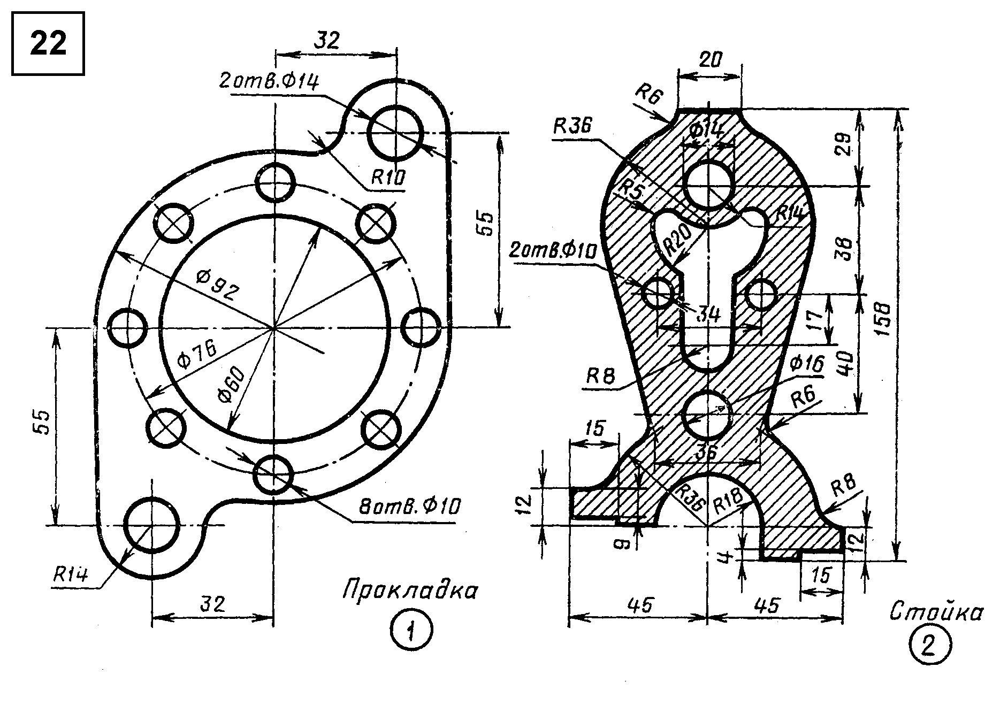 22
32
2отв.Ф14
R10
55
Ф92
Ф76
Ф60
55
8отв.Ф10
R14
32
Прокладка
1
20
R6
R36
Ф14
29
R5
R14
R20
38
2отв.Ф10
34
17
158
40
R8
Ф16
R6
15
36
12
R36
R18
R8
9
4
12
15
45
45
Стойка
2